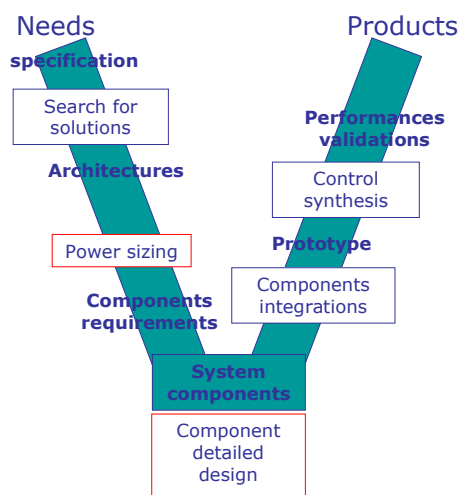 Needs
specification
Search for
solutions
Architectures
Power sizing
Components
requirements
System
components
Component
detailed
design
Products
Performances
validations
Control
synthesis
Prototype
Components
integrations